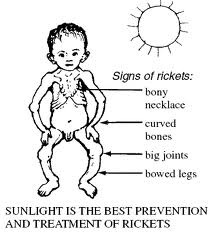 Signs of rickets:
bony
necklace
curved
bones
big joints
bowed legs
SUNLIGHT IS THE BEST PREVENTION
AND TREATMENT OF RICKETS